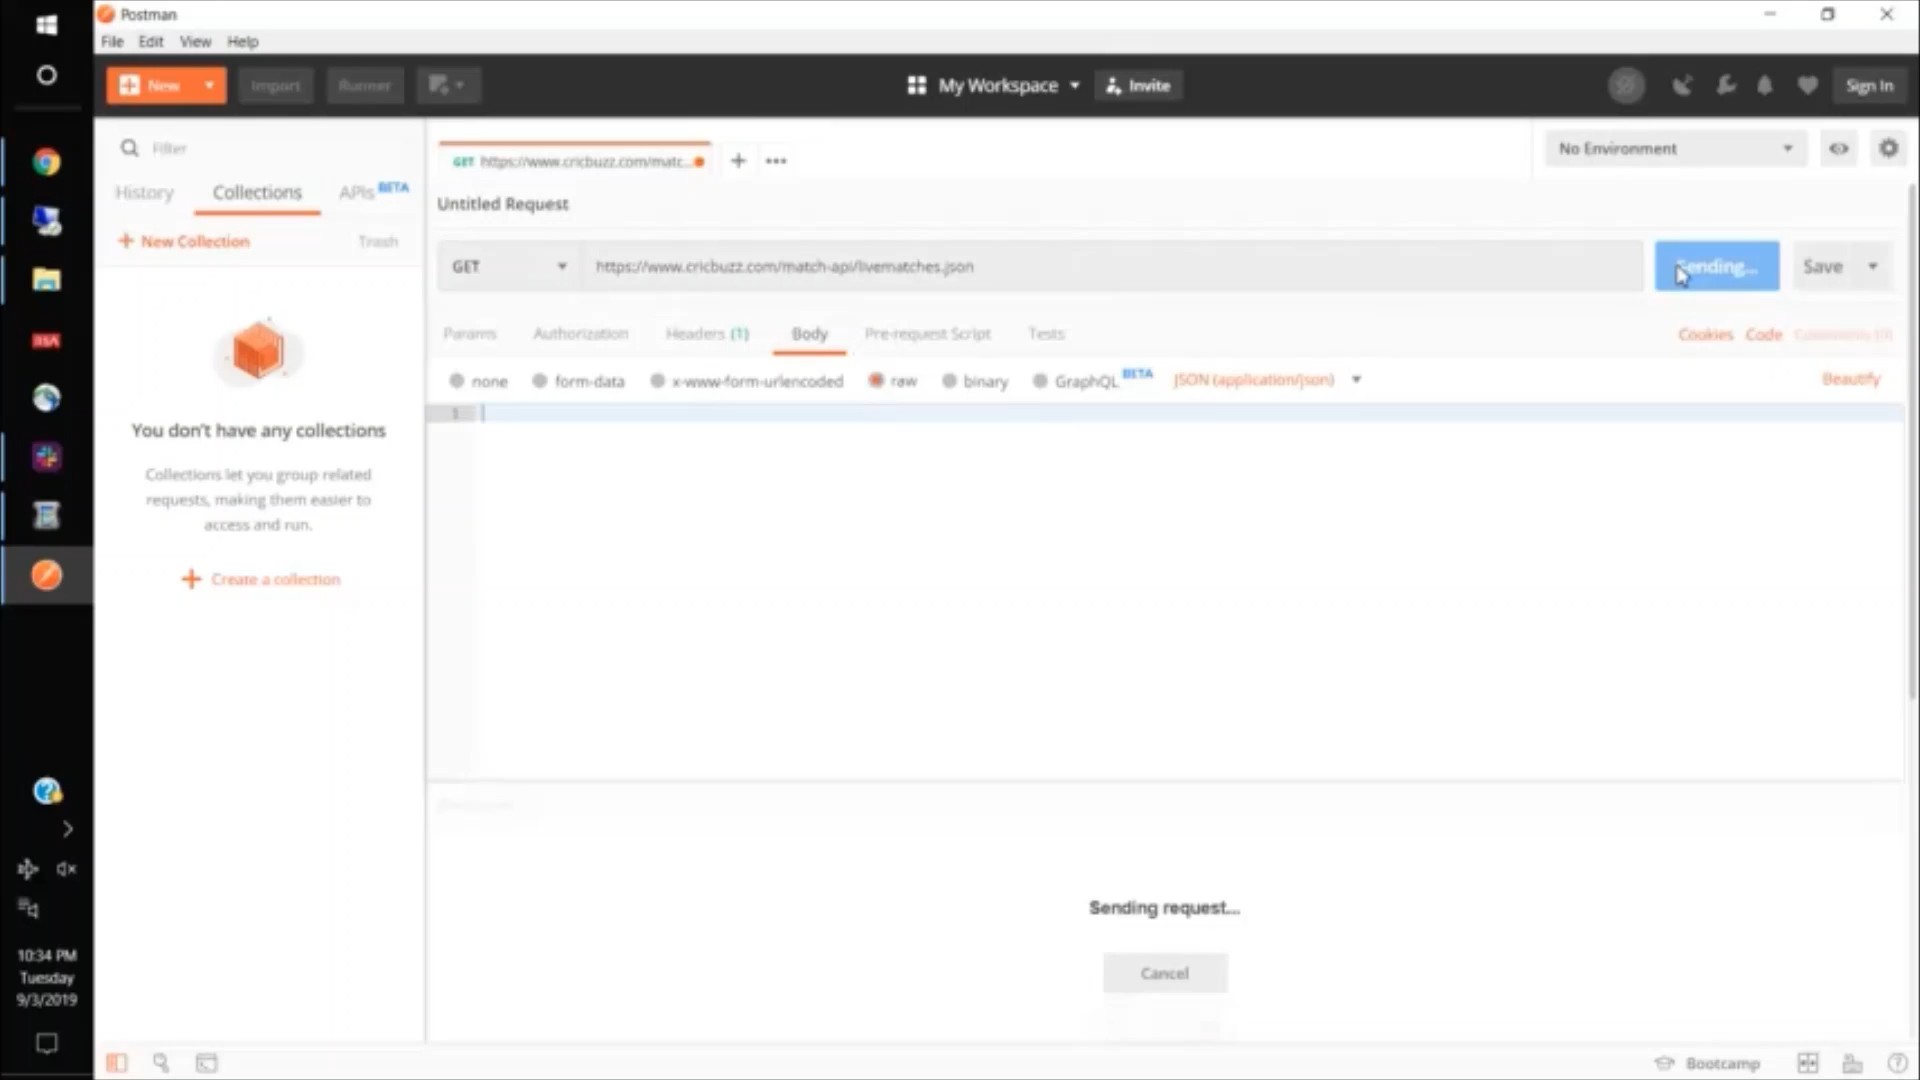 Postman
File Edit View Help
New Import Runner My Workspace Invite Sign In
Filter
History Collections APIs BETA
New Collection Trash
You don't have any collections
Collections let you group related
requests, making them easier to
access and run.
Create a collection
GET https://www.cricbuzz.com/matc...
No Environment
Untitled Request
GET https://www.cricbuzz.com/match-api/livematches.json Sending... Save
Params Authorization Headers (1) Body Pre-request Script Tests Cookies Code Comments (0)
none form-data x-www-form-urlencoded raw binary GraphQL BETA JSON (application/json) Beautify
1
Sending request...
Cancel
10:34 PM
Tuesday
9/3/2019
Bootcamp